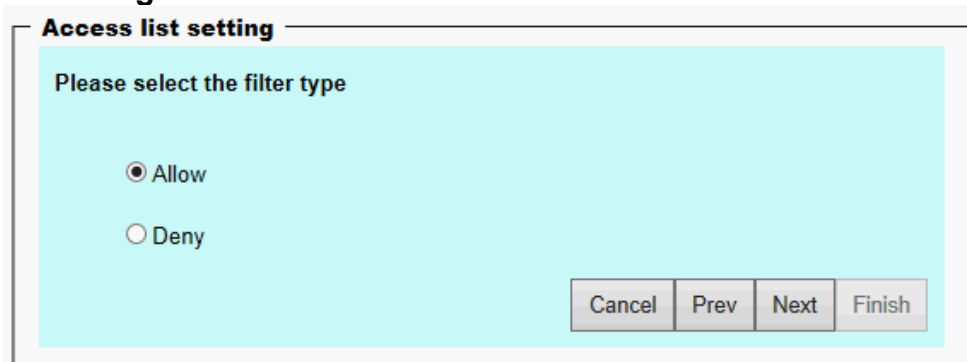 Access list setting
Please select the filter type
Allow
Deny
Cancel Prev Next Finish